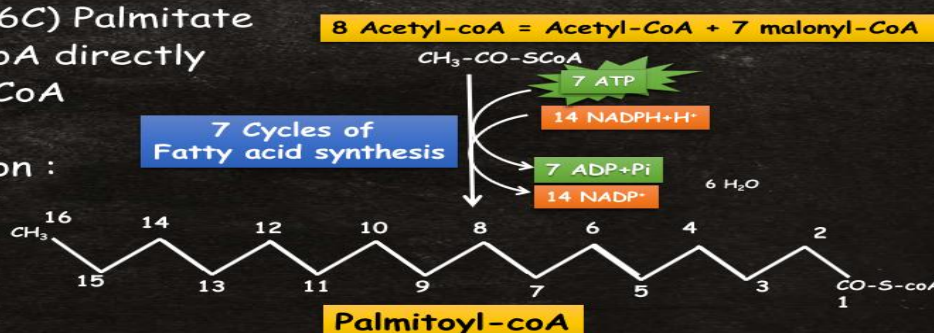 6C) Palmitate
8 Acetyl-coA = Acetyl-CoA + 7 malonyl-CoA
oA directly
CH₃-CO-SCoA
CoA
7 ATP
14 NADPH+H⁺
7 Cycles of
Fatty acid synthesis
on :
7 ADP+Pi
6 H₂O
14 NADP⁺
16 14 12 10 8 6 4 2
CH₃
15 13 11 9 7 5 3
CO-S-coA
1
Palmitoyl-coA